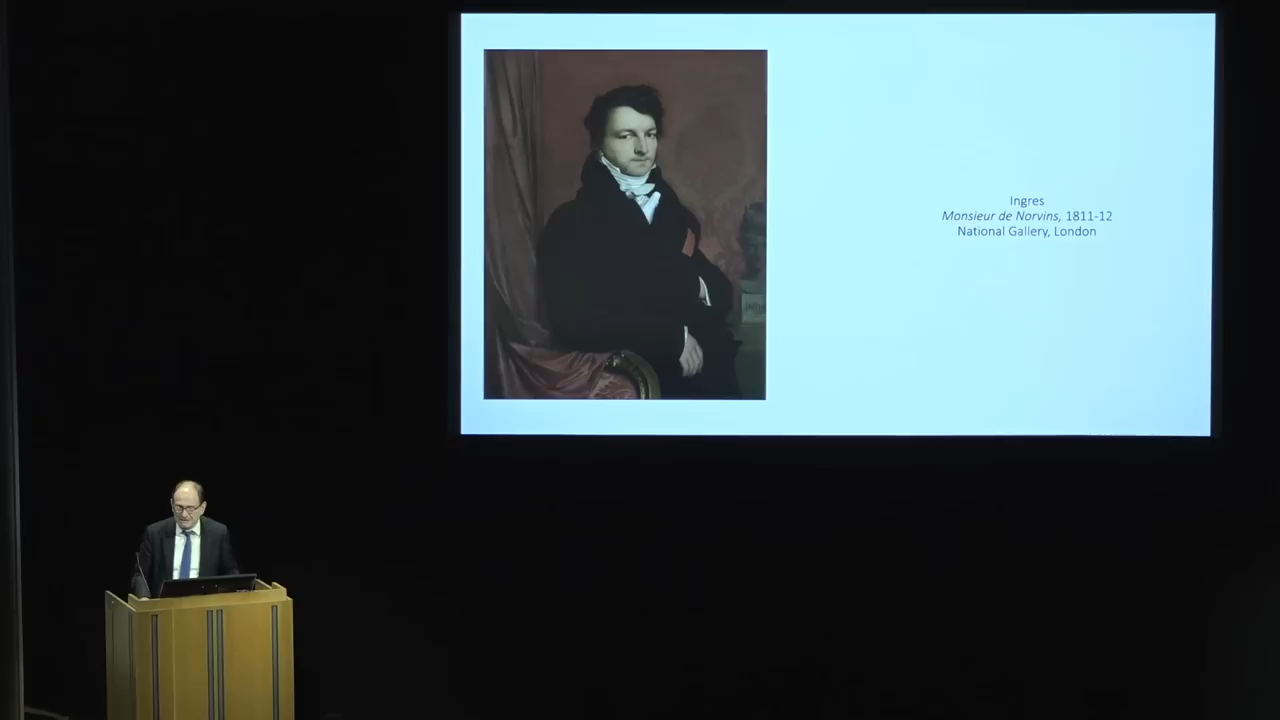 Ingres
Monsieur de Norvins, 1811-12
National Gallery, London